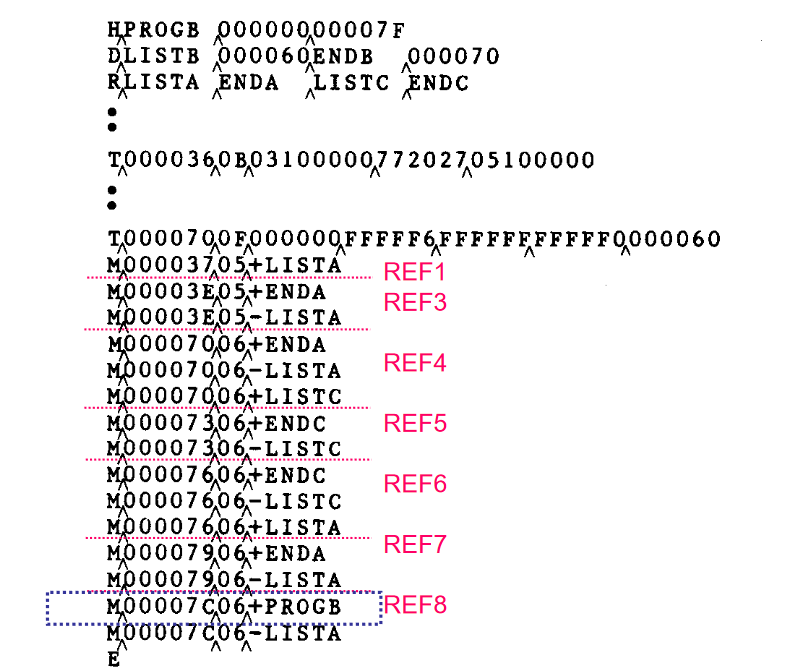 HPROGB 00000000007F
DLISTB 000060ENDB 000070
RLISTA ENDA LISTC ENDC
T0000360B0310000077202705100000
T0000700F000000FFFFF6FFFFFFFFFFF0000060
M00003705+LISTA REF1
M00003E05+ENDA REF3
M00003E05-LISTA
M00007006+ENDA
M00007006-LISTA REF4
M00007006+LISTC
M00007306+ENDC REF5
M00007306-LISTC
M00007606+ENDC REF6
M00007606-LISTC
M00007606+LISTA
M00007906+ENDA REF7
M00007906-LISTA
M00007C06+PROGB REF8
M00007C06-LISTA
E